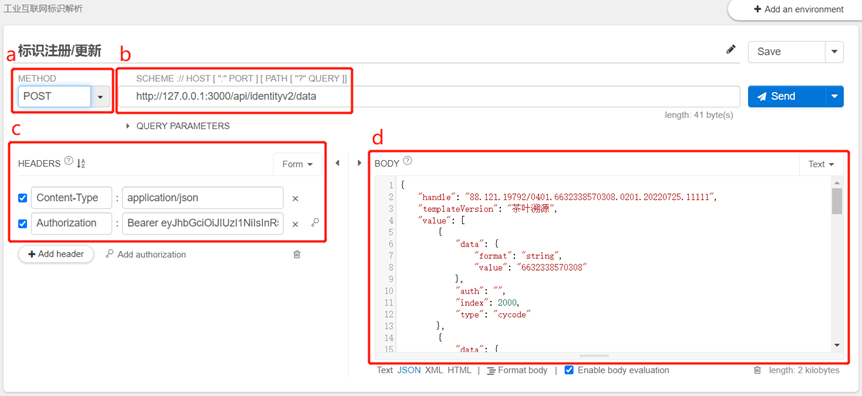 工业互联网标识解析
+ Add an environment
标识注册/更新
Save
a
b
METHOD
SCHEME :// HOST [ ":" PORT ] [ PATH [ "?" QUERY ]]
POST
http://127.0.0.1:3000/api/identityv2/data
Send
length: 41 byte(s)
QUERY PARAMETERS
c
d
HEADERS
Form
Content-Type : application/json
Authorization : Bearer
+ Add header
Add authorization
BODY
Text
1 {
2 "handle": "88.121.19792/0401.6632338570308.0201.20220725.11111",
3 "templateVersion": "茶叶溯源",
4 "value": [
5 {
6 "data": {
7 "format": "string",
8 "value": "6632338570308"
9 },
10 "auth": "",
11 "index": 2000,
12 "type": "cycode"
13 },
14 {
15 "data": {
Text JSON XML HTML | Format body | Enable body evaluation
length: 2 kilobytes